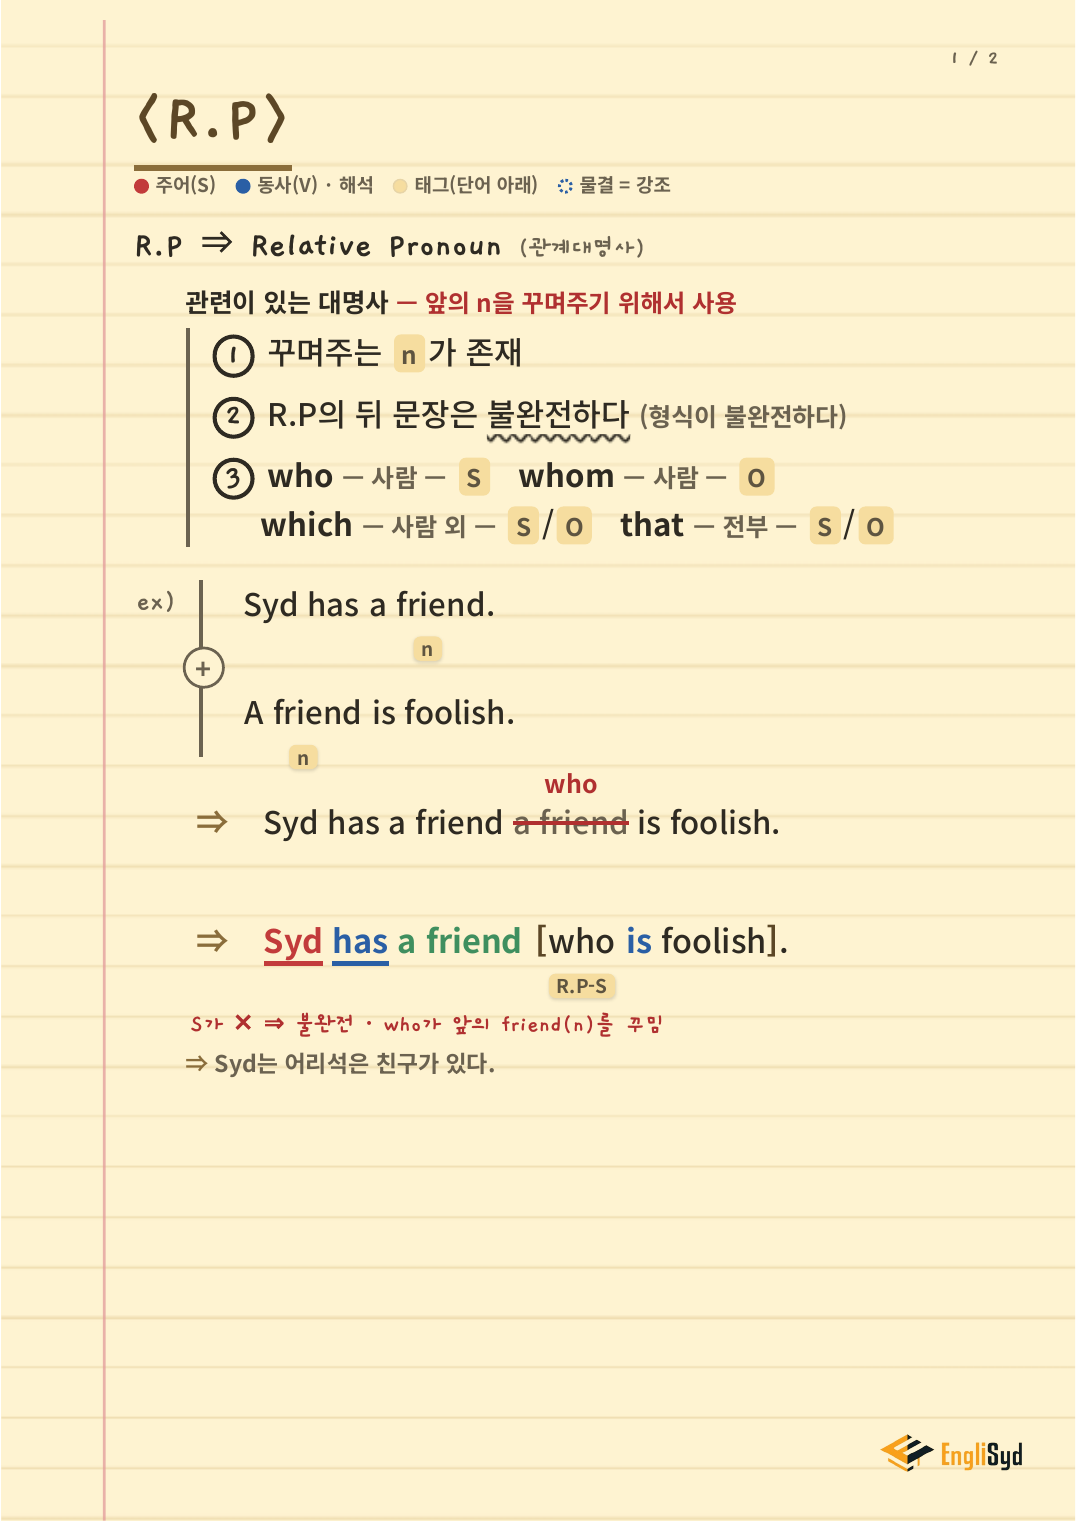 1 / 2
〈R.P〉
주어(S) 동사(V) · 해석 태그(단어 아래) 물결 = 강조
R.P ⇒ Relative Pronoun (관계대명사)
관련이 있는 대명사 — 앞의 n을 꾸며주기 위해서 사용
① 꾸며주는 n가 존재
② R.P의 뒤 문장은 불완전하다 (형식이 불완전하다)
③ who — 사람 — S whom — 사람 — O
which — 사람 외 — S / O that — 전부 — S / O
ex) Syd has a friend.
n
+
A friend is foolish.
n
who
⇒ Syd has a friend a friend is foolish.
⇒ Syd has a friend [who is foolish].
R.P-S
S가 ✕ ⇒ 불완전 · who가 앞의 friend(n)를 꾸밈
⇒ Syd는 어리석은 친구가 있다.
EngliSyd